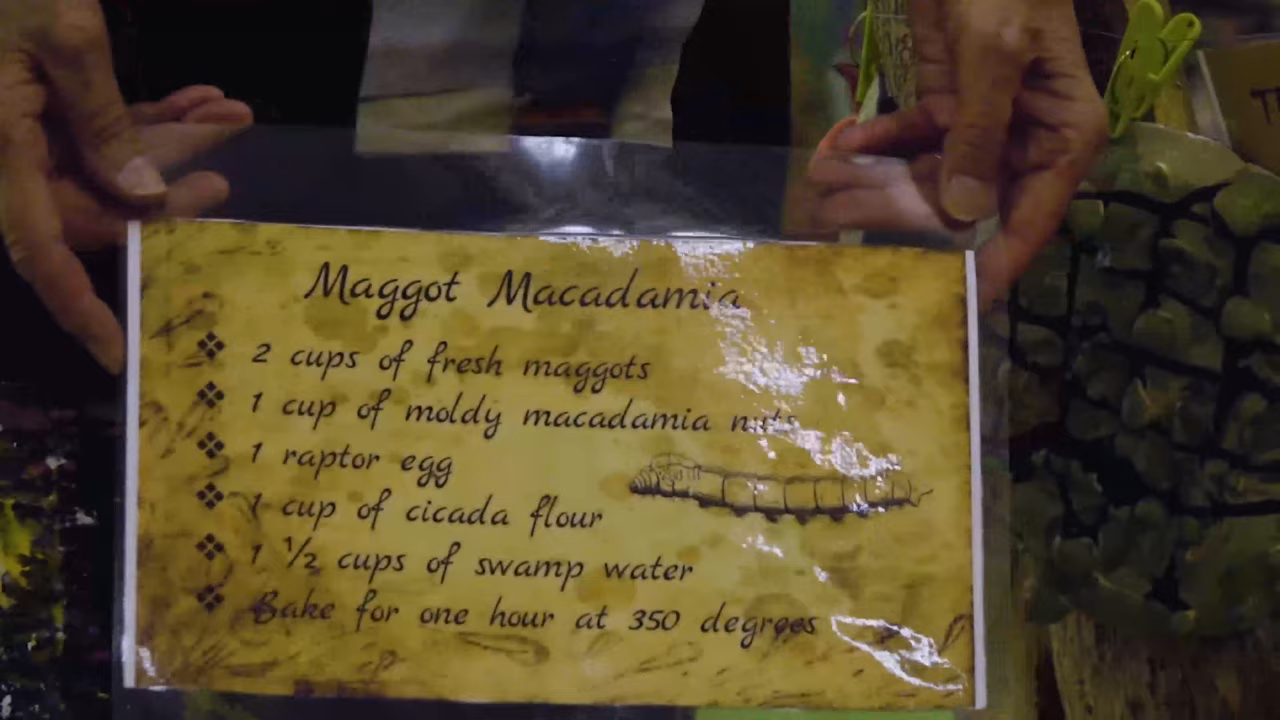 Maggot Macadamia
❖ 2 cups of fresh maggots
❖ 1 cup of moldy macadamia nuts
❖ 1 raptor egg
❖ 1 cup of cicada flour
❖ 1 ½ cups of swamp water
❖ Bake for one hour at 350 degrees